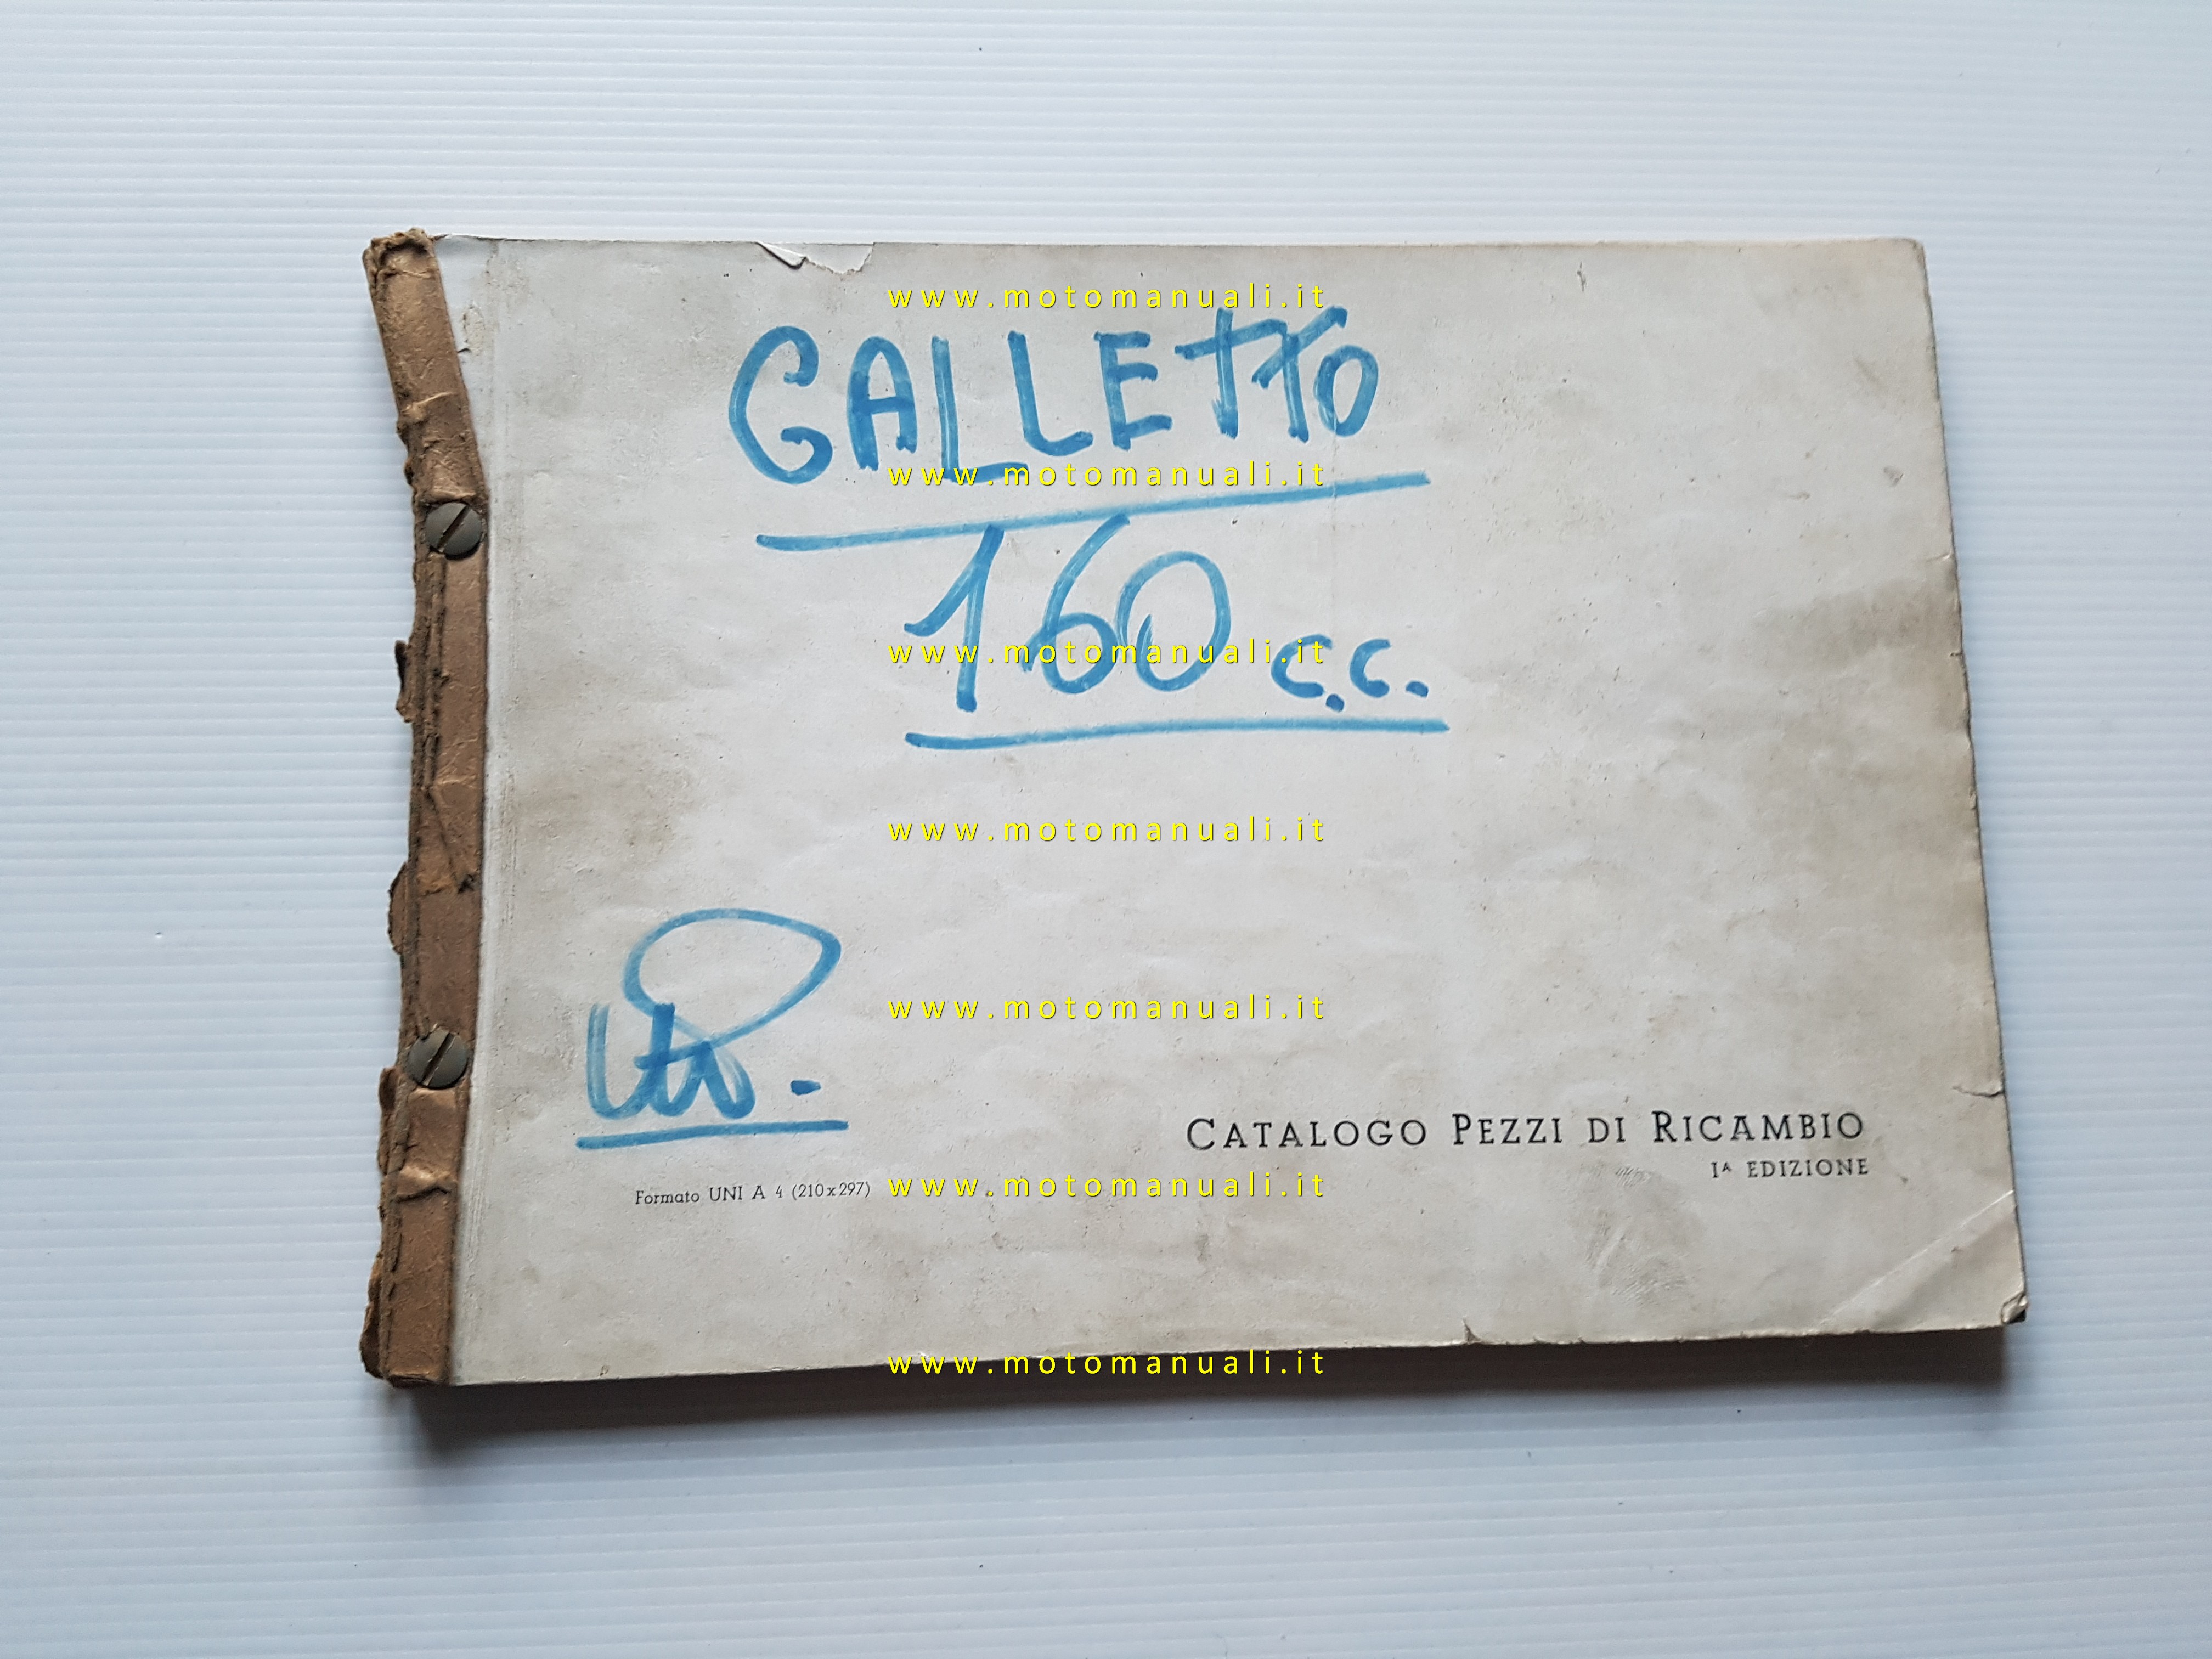 www.motomanuali.it
GALLETTO
www.motomanuali.it
160 c.c.
www.motomanuali.it
www.motomanuali.it
www.motomanuali.it
CATALOGO PEZZI DI RICAMBIO
Iᴬ EDIZIONE
Formato UNI A 4 (210x297)
www.motomanuali.it
www.motomanuali.it